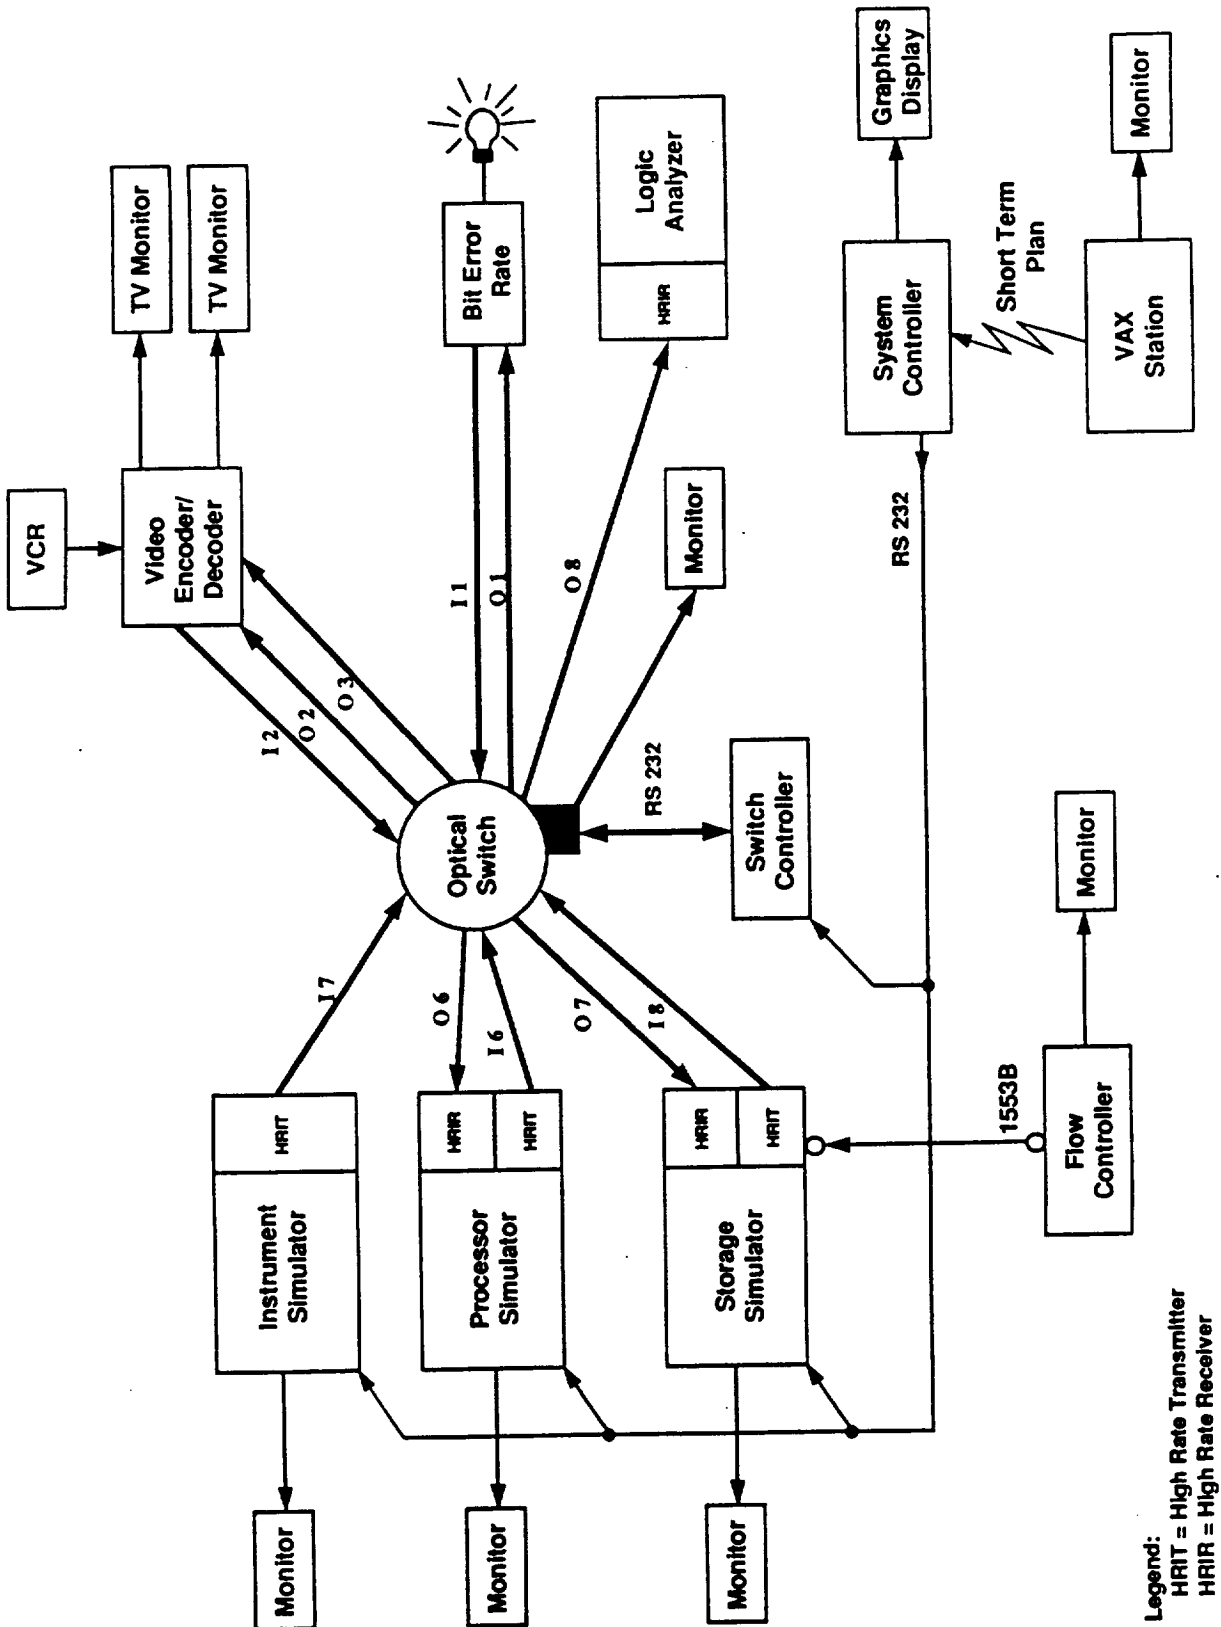 VCR
Video
Encoder/
Decoder
TV Monitor
TV Monitor
I 2
O 2
O 3
Bit Error
Rate
I 1
O 1
Logic
Analyzer
HRIR
O 8
Monitor
Optical
Switch
RS 232
Switch
Controller
I 7
O 6
I 6
O 7
I 8
HRIT
Instrument
Simulator
Monitor
HRIR
HRIT
Processor
Simulator
Monitor
HRIR
HRIT
Storage
Simulator
Monitor
1553B
Flow
Controller
Monitor
RS 232
System
Controller
Graphics
Display
Short Term
Plan
VAX
Station
Monitor
Legend:
HRIT = High Rate Transmitter
HRIR = High Rate Receiver